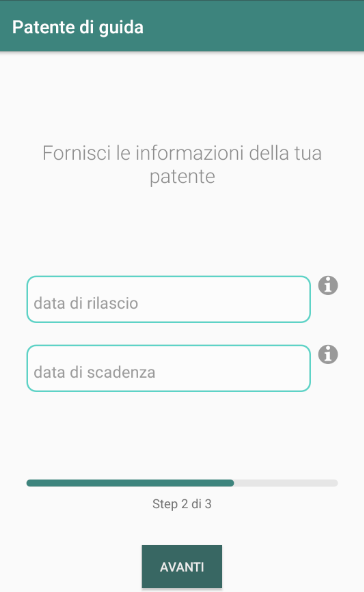 Patente di guida
Fornisci le informazioni della tua
patente
data di rilascio
data di scadenza
Step 2 di 3
AVANTI